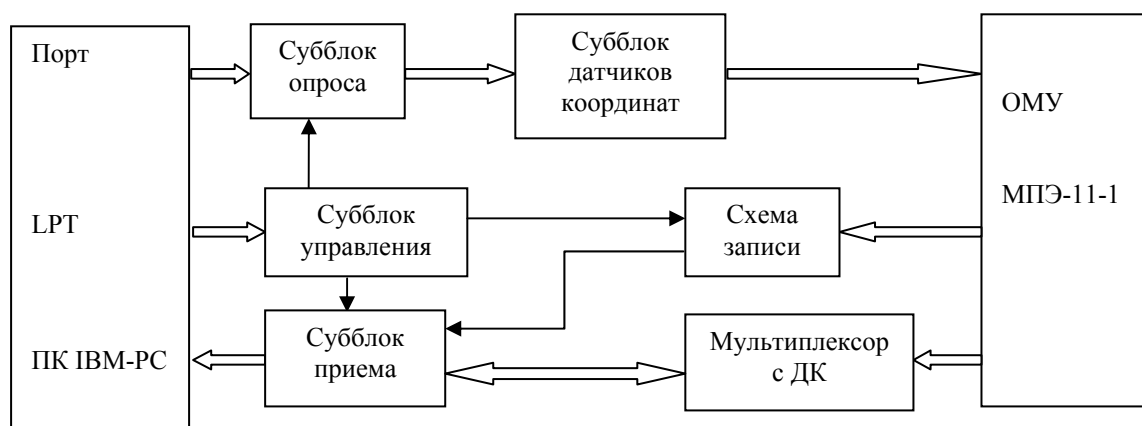 Порт
LPT
ПК IBM-PC
Субблок
опроса
Субблок
датчиков
координат
Субблок
управления
Схема
записи
Субблок
приема
Мультиплексор
с ДК
ОМУ
МПЭ-11-1